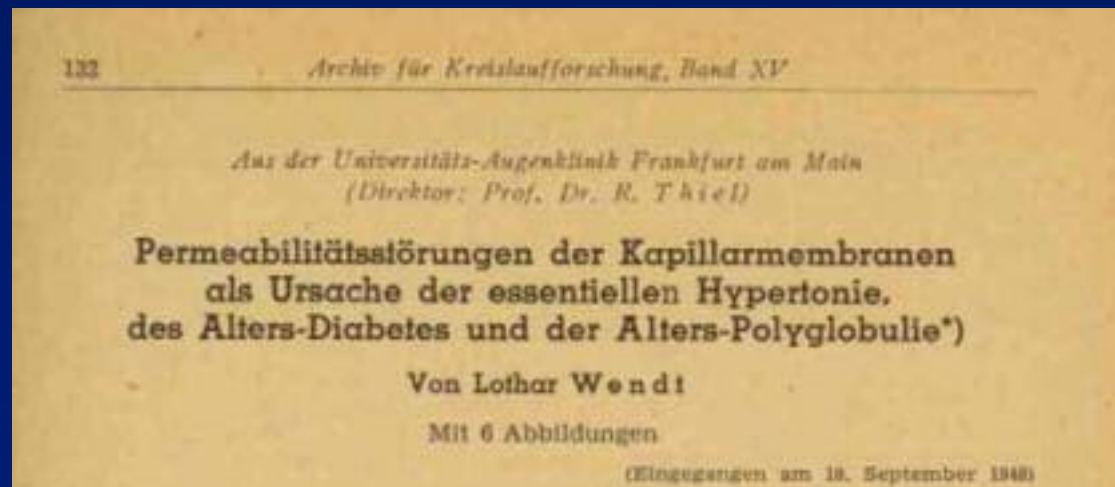 132 Archiv für Kreislaufforschung, Band XV
Aus der Universitäts-Augenklinik Frankfurt am Main
(Direktor: Prof. Dr. R. Thiel)
Permeabilitätsstörungen der Kapillarmembranen
als Ursache der essentiellen Hypertonie,
des Alters-Diabetes und der Alters-Polyglobulie*)
Von Lothar Wendt
Mit 6 Abbildungen
(Eingegangen am September